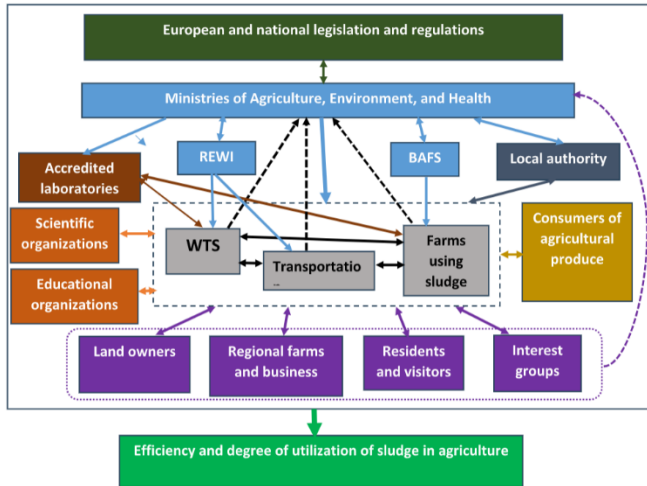 European and national legislation and regulations
Ministries of Agriculture, Environment, and Health
REWI
BAFS
Local authority
Accredited
laboratories
Scientific
organizations
Educational
organizations
WTS
Transportatio
...
Farms
using
sludge
Consumers of
agricultural
produce
Land owners
Regional farms
and business
Residents
and visitors
Interest
groups
Efficiency and degree of utilization of sludge in agriculture